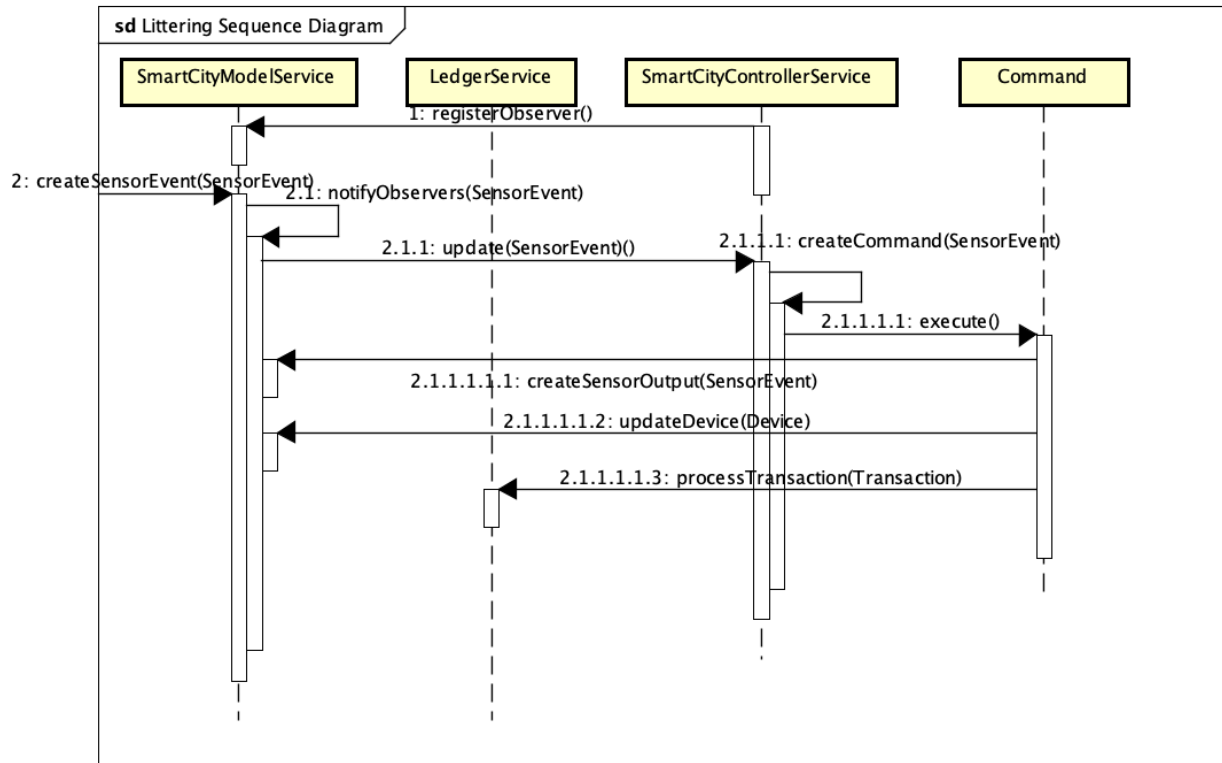 sd Littering Sequence Diagram
SmartCityModelService
LedgerService
SmartCityControllerService
Command
1: registerObserver()
2: createSensorEvent(SensorEvent)
2.1: notifyObservers(SensorEvent)
2.1.1: update(SensorEvent)()
2.1.1.1: createCommand(SensorEvent)
2.1.1.1.1: execute()
2.1.1.1.1.1: createSensorOutput(SensorEvent)
2.1.1.1.1.2: updateDevice(Device)
2.1.1.1.1.3: processTransaction(Transaction)